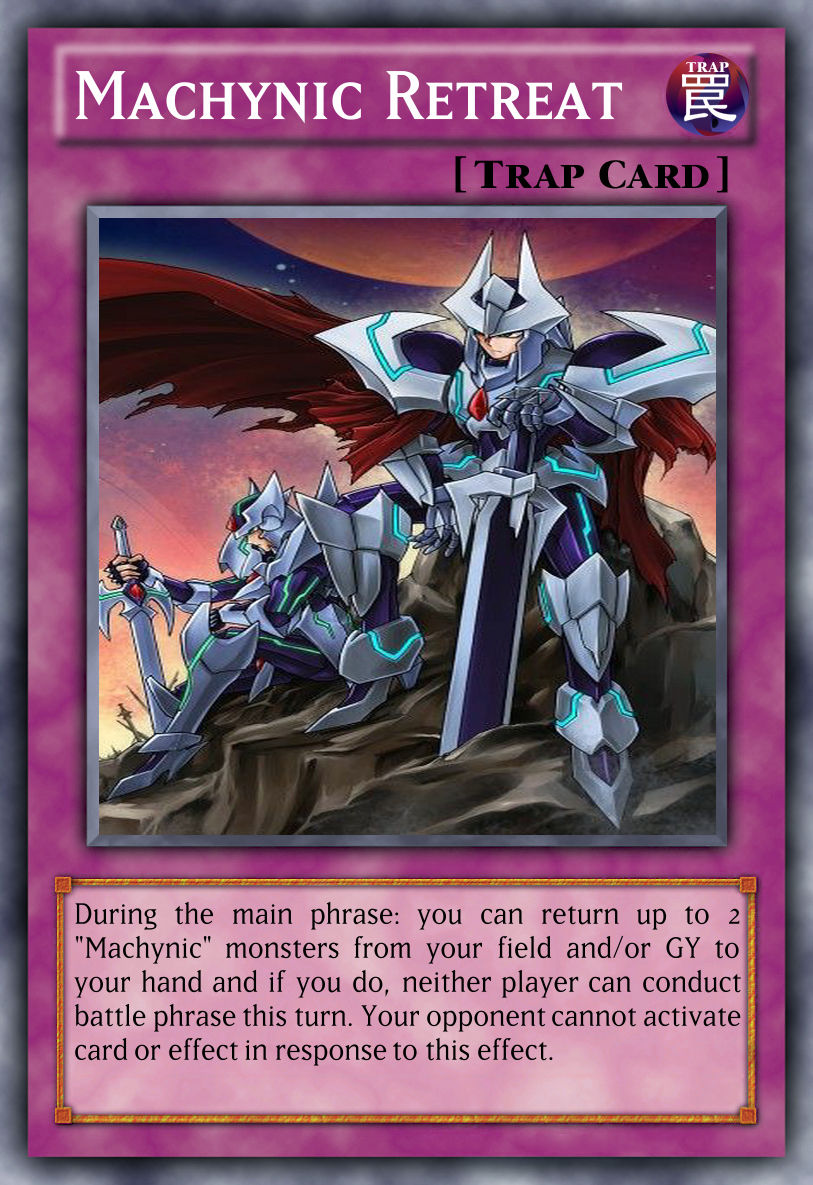 Machynic Retreat
TRAP
罠
[Trap Card]
During the main phrase: you can return up to 2
"Machynic" monsters from your field and/or GY to
your hand and if you do, neither player can conduct
battle phrase this turn. Your opponent cannot activate
card or effect in response to this effect.